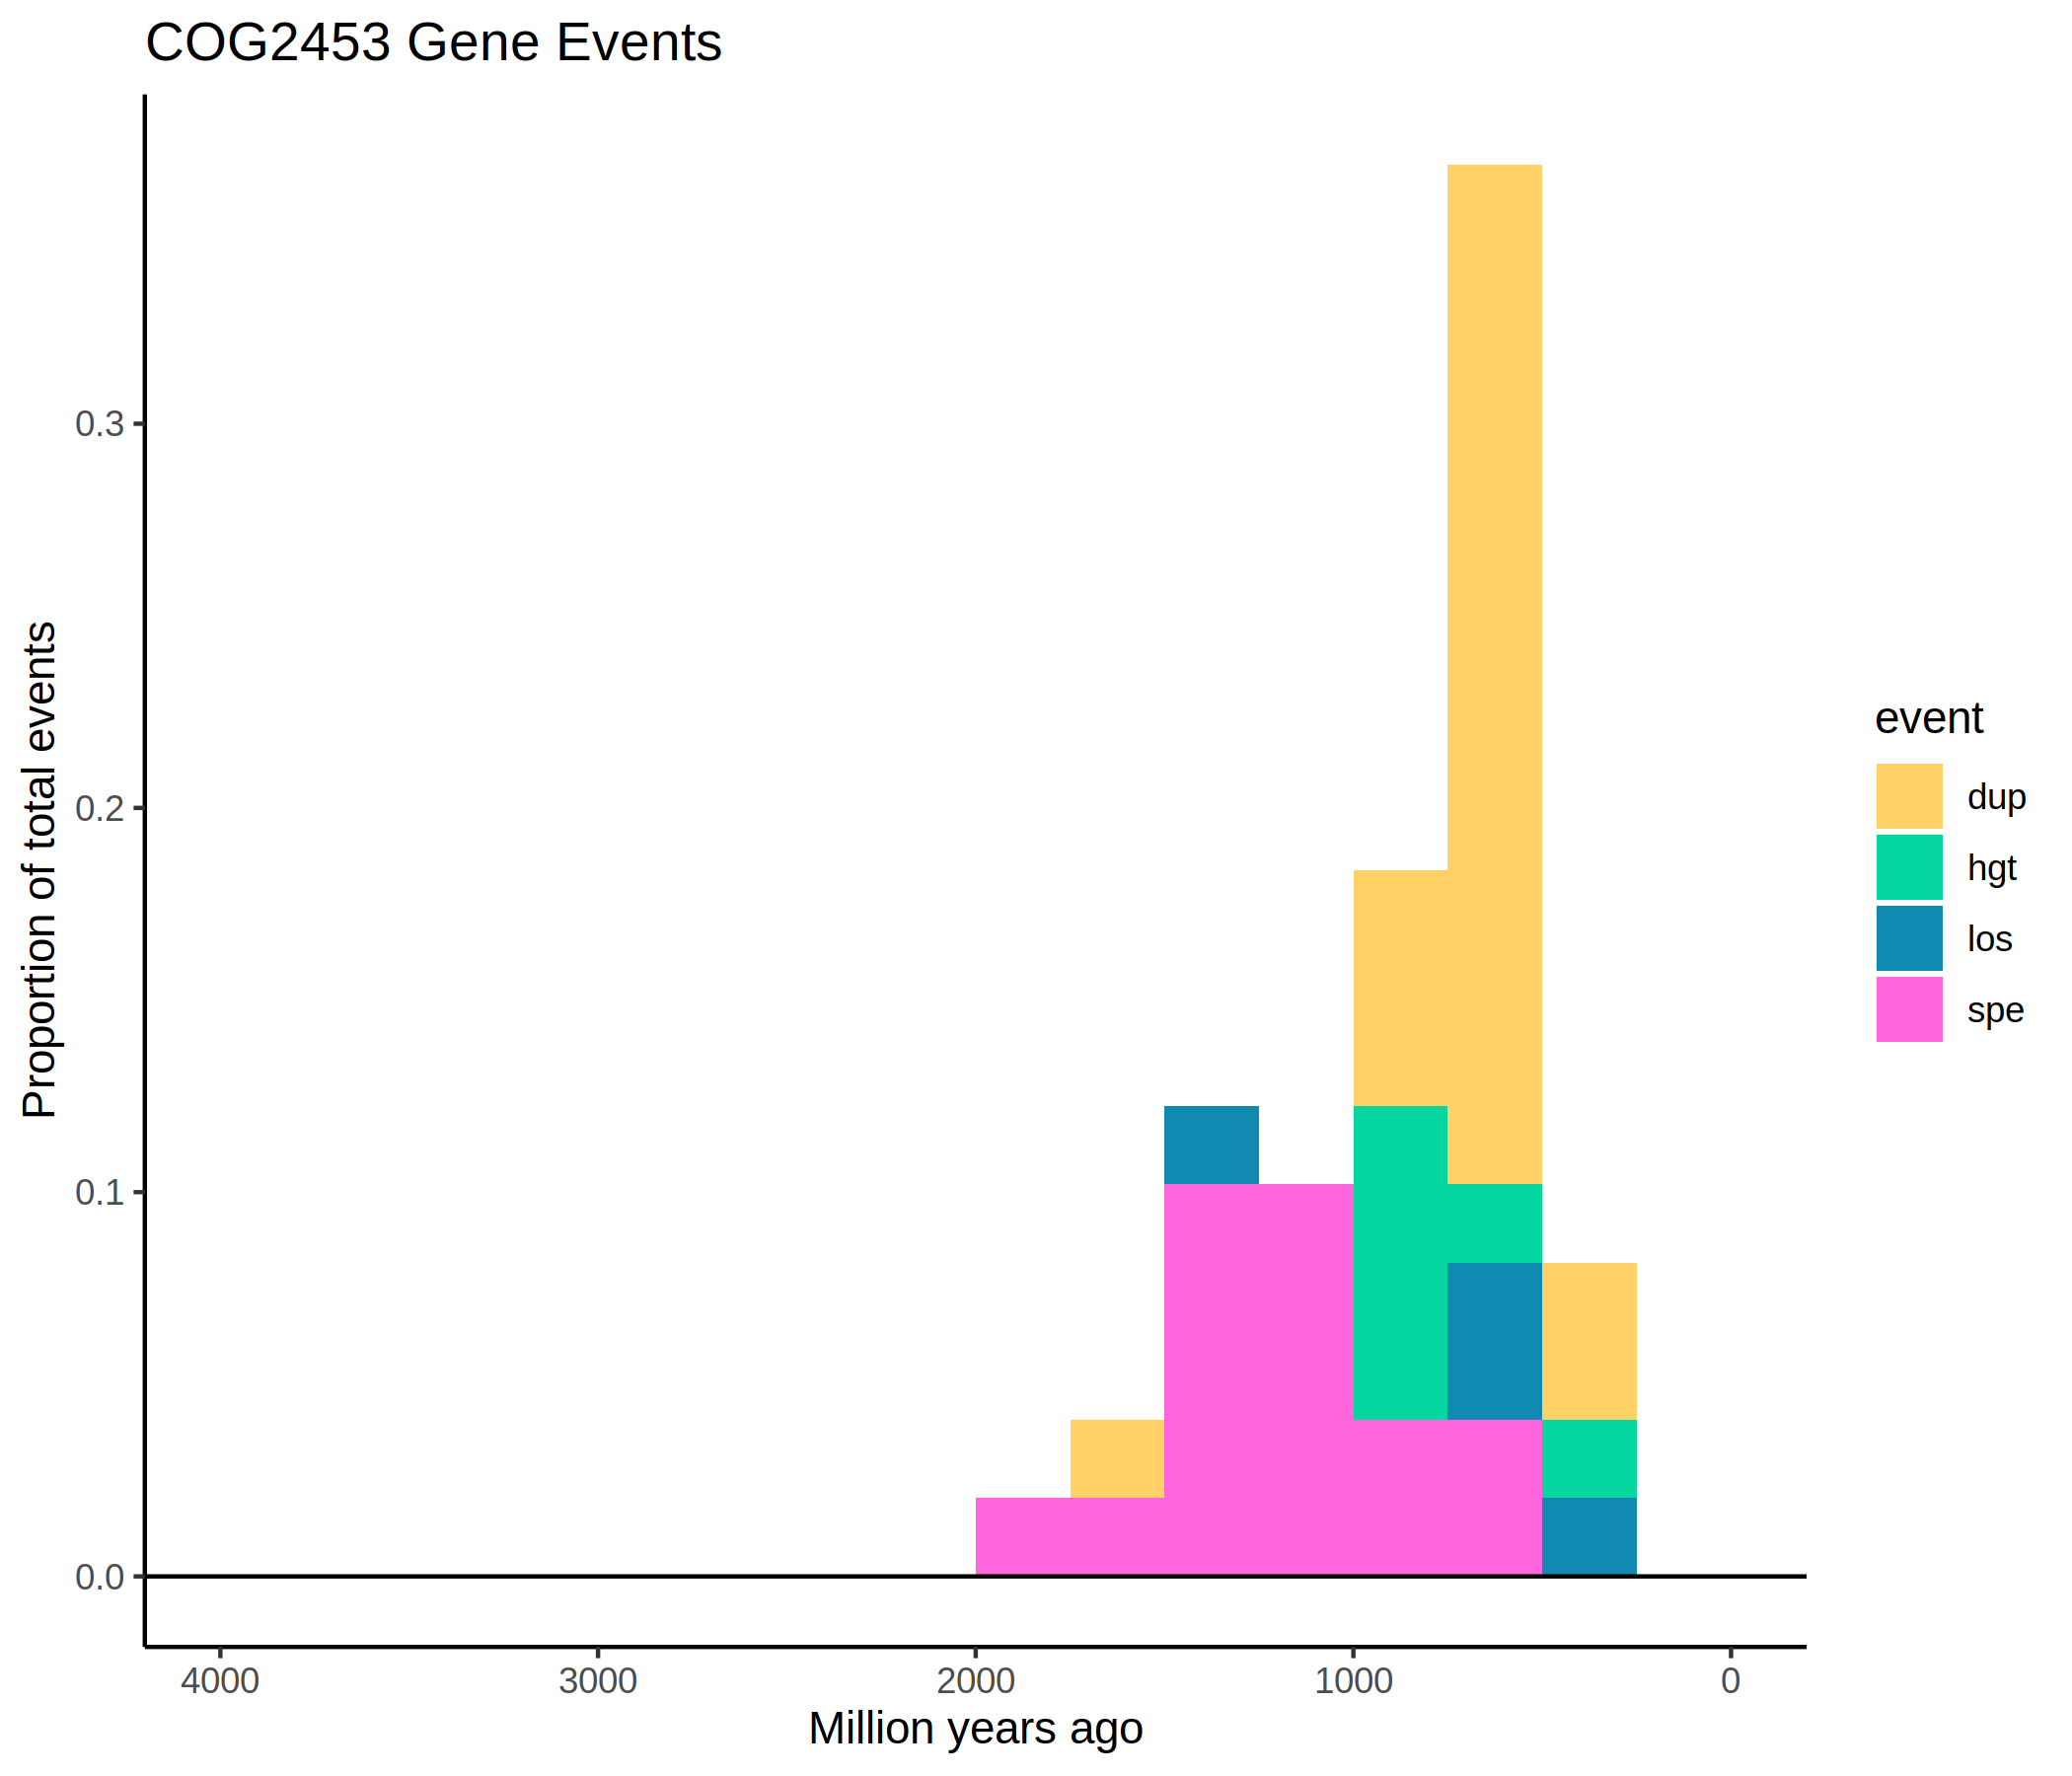 COG2453 Gene Events
Proportion of total events
0.3
0.2
0.1
0.0
4000 3000 2000 1000 0
Million years ago
event
dup
hgt
los
spe